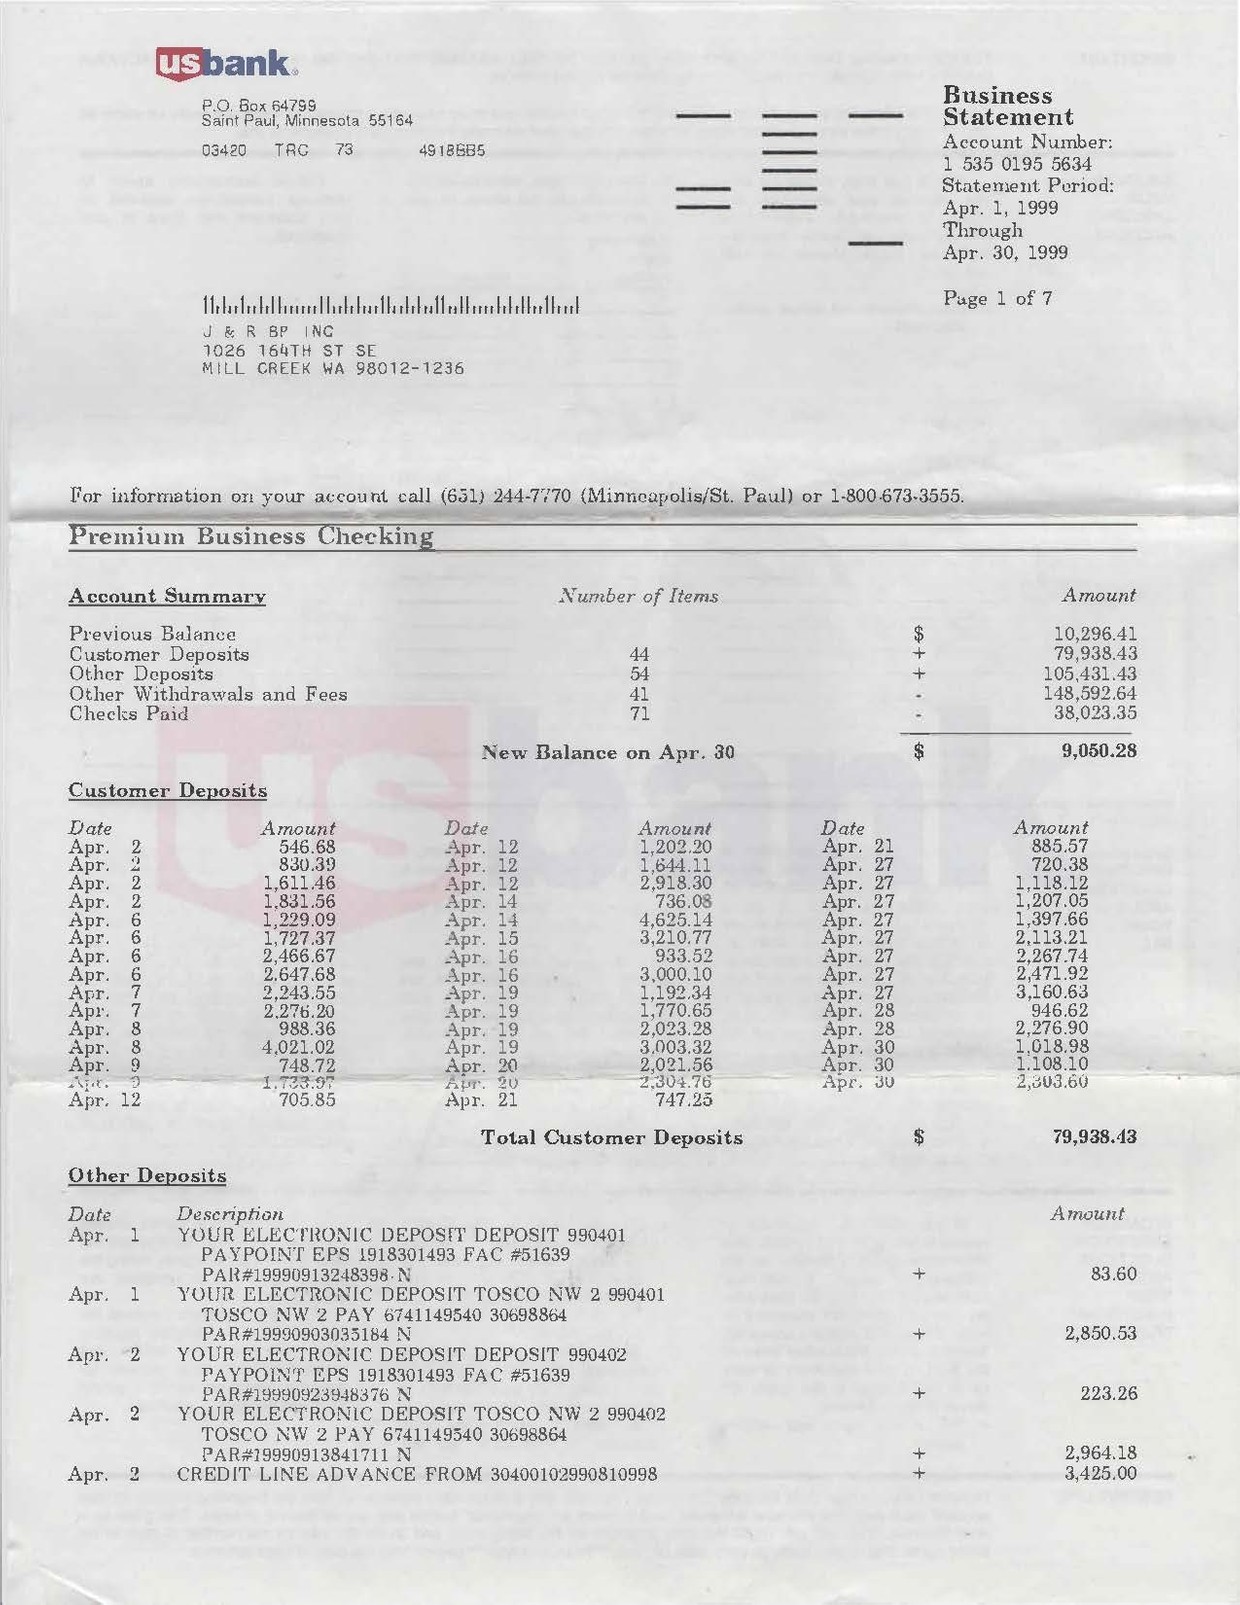 usbank
P.O. Box 64799
Saint Paul, Minnesota 55164
03420 TRG 73 4918BB5
Business
Statement
Account Number:
1 535 0195 5634
Statement Period:
Apr. 1, 1999
Through
Apr. 30, 1999
Page 1 of 7
J & R BP INC
1026 164TH ST SE
MILL CREEK WA 98012-1236
For information on your account call (651) 244-7770 (Minneapolis/St. Paul) or 1-800-673-3555.
Premium Business Checking
Account Summary Number of Items Amount
Previous Balance $ 10,296.41
Customer Deposits 44 + 79,938.43
Other Deposits 54 + 105,431.43
Other Withdrawals and Fees 41 - 148,592.64
Checks Paid 71 - 38,023.35
New Balance on Apr. 30 $ 9,050.28
Customer Deposits
Date Amount Date Amount Date Amount
Apr. 2 546.68 Apr. 12 1,202.20 Apr. 21 885.57
Apr. 2 830.39 Apr. 12 1,644.11 Apr. 27 720.38
Apr. 2 1,611.46 Apr. 12 2,918.30 Apr. 27 1,118.12
Apr. 2 1,831.56 Apr. 14 736.08 Apr. 27 1,207.05
Apr. 6 1,229.09 Apr. 14 4,625.14 Apr. 27 1,397.66
Apr. 6 1,727.37 Apr. 15 3,210.77 Apr. 27 2,113.21
Apr. 6 2,466.67 Apr. 16 933.52 Apr. 27 2,267.74
Apr. 6 2,647.68 Apr. 16 3,000.10 Apr. 27 2,471.92
Apr. 7 2,243.55 Apr. 19 1,192.34 Apr. 27 3,160.63
Apr. 7 2,276.20 Apr. 19 1,770.65 Apr. 28 946.62
Apr. 8 988.36 Apr. 19 2,023.28 Apr. 28 2,276.90
Apr. 8 4,021.02 Apr. 19 3,003.32 Apr. 30 1,018.98
Apr. 9 748.72 Apr. 20 2,021.56 Apr. 30 1,108.10
Apr. 9 1,733.97 Apr. 20 2,304.76 Apr. 30 2,303.60
Apr. 12 705.85 Apr. 21 747.25
Total Customer Deposits $ 79,938.43
Other Deposits
Date Description Amount
Apr. 1 YOUR ELECTRONIC DEPOSIT DEPOSIT 990401
PAYPOINT EPS 1918301493 FAC #51639
PAR#19990913248398 N + 83.60
Apr. 1 YOUR ELECTRONIC DEPOSIT TOSCO NW 2 990401
TOSCO NW 2 PAY 6741149540 30698864
PAR#19990903035184 N + 2,850.53
Apr. 2 YOUR ELECTRONIC DEPOSIT DEPOSIT 990402
PAYPOINT EPS 1918301493 FAC #51639
PAR#19990923948376 N + 223.26
Apr. 2 YOUR ELECTRONIC DEPOSIT TOSCO NW 2 990402
TOSCO NW 2 PAY 6741149540 30698864
PAR#19990913841711 N + 2,964.18
Apr. 2 CREDIT LINE ADVANCE FROM 30400102990810998 + 3,425.00